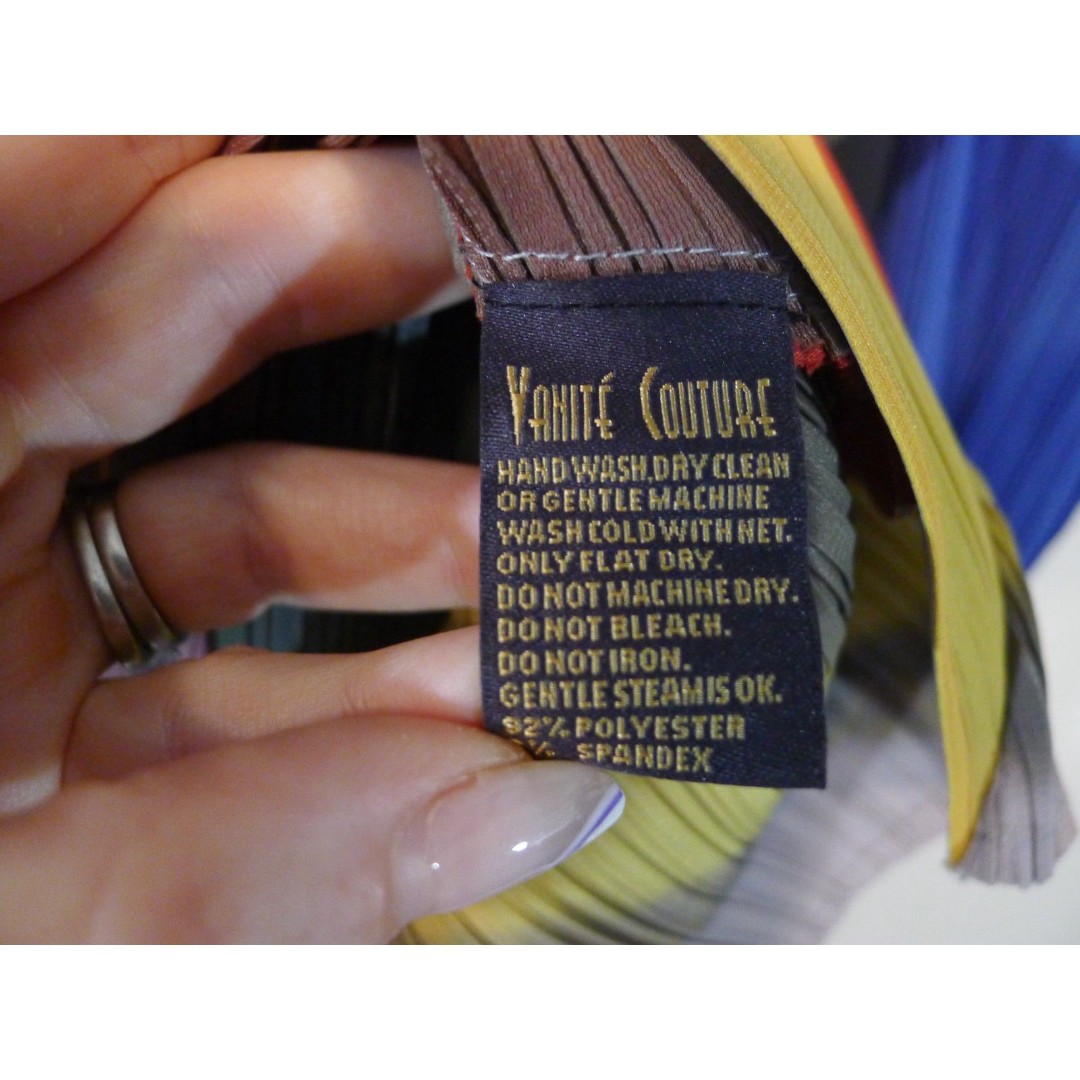 VANITÉ COUTURE
HAND WASH, DRY CLEAN
OR GENTLE MACHINE
WASH COLD WITH NET.
ONLY FLAT DRY.
DO NOT MACHINE DRY.
DO NOT BLEACH.
DO NOT IRON.
GENTLE STEAM IS OK.
92% POLYESTER
% SPANDEX